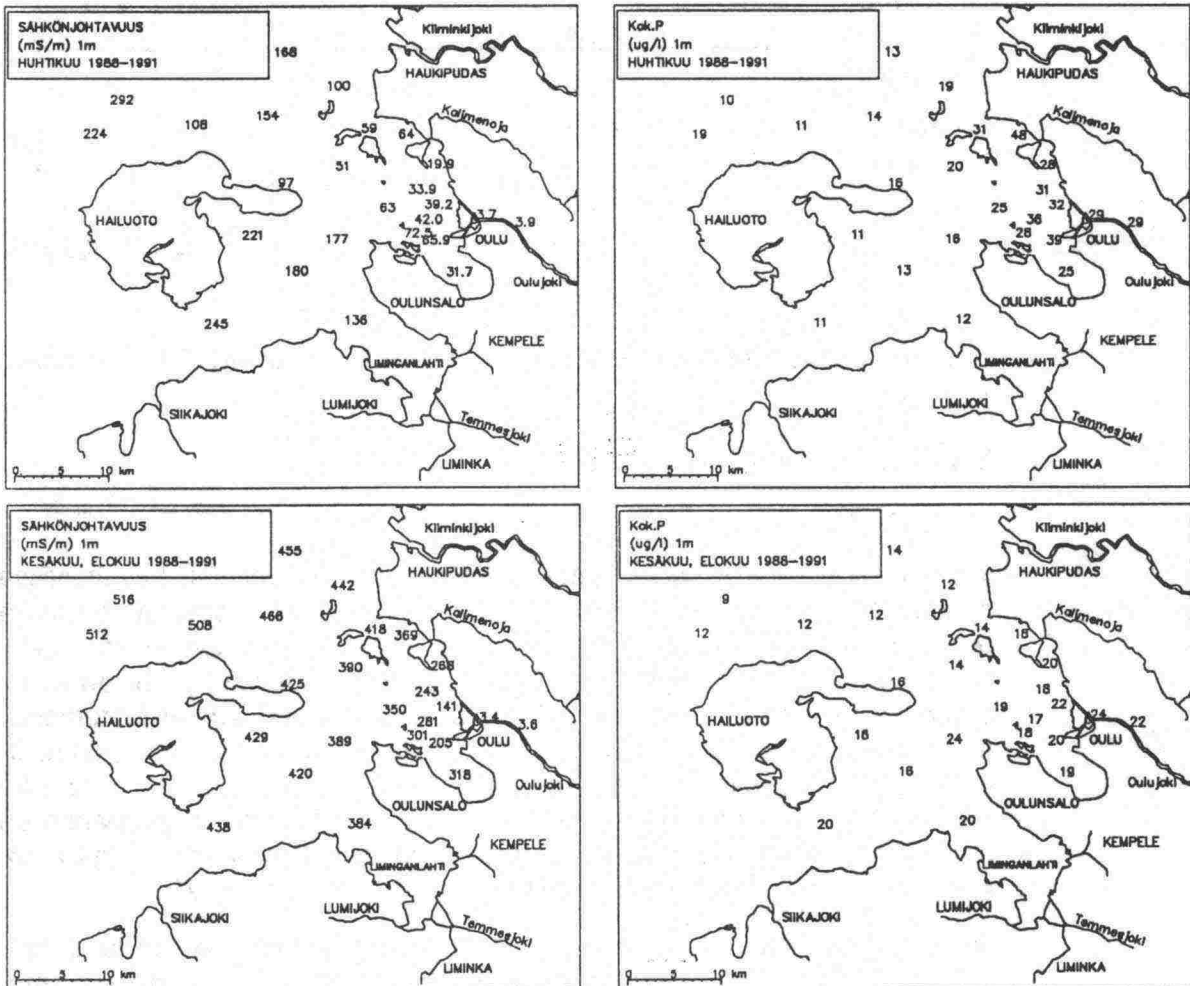 SÄHKÖNJOHTAVUUS
(mS/m) 1m
HUHTIKUU 1988–1991
Kiiminkijoki
168
HAUKIPUDAS
100
292
154
Kalimenoja
224
108
59
64
51
19.9
97
33.9
63
39.2
HAILUOTO
42.0
3.7
3.9
221
177
72.5
65.9
OULU
180
31.7
Oulujoki
OULUNSALO
245
136
KEMPELE
LIMINGANLAHTI
SIIKAJOKI
LUMIJOKI
Temmesjoki
LIMINKA
0 5 10 km
Kok.P
(ug/l) 1m
HUHTIKUU 1988–1991
Kiiminkijoki
13
HAUKIPUDAS
19
10
14
Kalimenoja
19
11
31
48
20
28
16
31
25
32
HAILUOTO
36
29
29
11
16
28
39
OULU
13
25
Oulujoki
OULUNSALO
11
12
KEMPELE
LIMINGANLAHTI
SIIKAJOKI
LUMIJOKI
Temmesjoki
LIMINKA
0 5 10 km
SÄHKÖNJOHTAVUUS
(mS/m) 1m
KESÄKUU, ELOKUU 1988–1991
Kiiminkijoki
455
HAUKIPUDAS
442
516
466
Kalimenoja
512
508
418
369
390
268
425
243
350
141
HAILUOTO
281
3.4
3.6
429
389
301
205
OULU
420
318
Oulujoki
OULUNSALO
438
384
KEMPELE
LIMINGANLAHTI
SIIKAJOKI
LUMIJOKI
Temmesjoki
LIMINKA
0 5 10 km
Kok.P
(ug/l) 1m
KESÄKUU, ELOKUU 1988–1991
Kiiminkijoki
14
HAUKIPUDAS
12
9
12
Kalimenoja
12
12
14
18
14
20
16
18
19
22
HAILUOTO
17
24
22
18
24
18
20
OULU
18
19
Oulujoki
OULUNSALO
20
20
KEMPELE
LIMINGANLAHTI
SIIKAJOKI
LUMIJOKI
Temmesjoki
LIMINKA
0 5 10 km